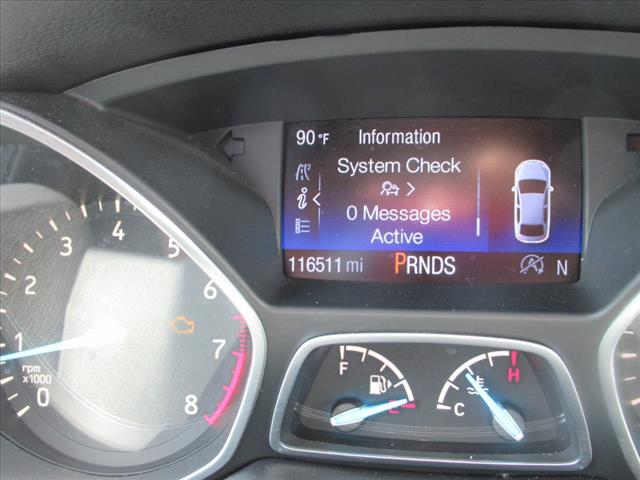 90 °F Information
System Check
0 Messages
Active
116511 mi PRNDS N
0 1 2 3 4 5 6 7 8
rpm
x1000
F E
C H